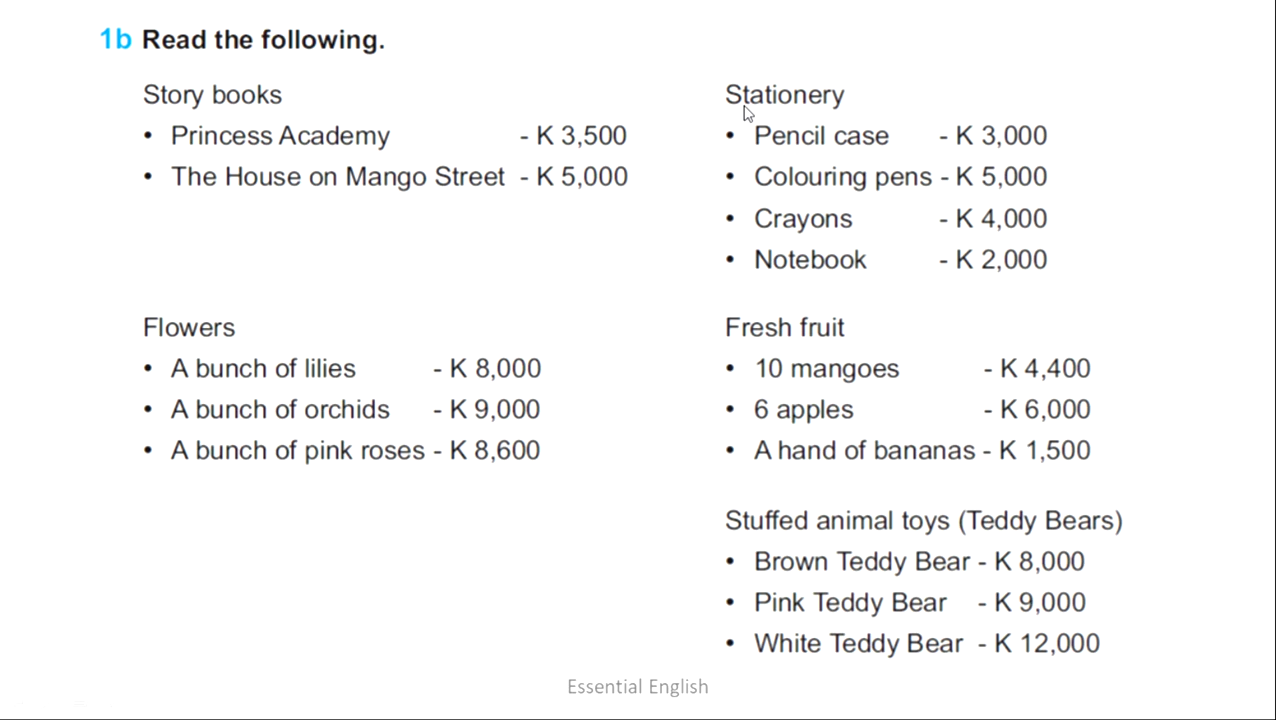 1b Read the following.
Story books
• Princess Academy - K 3,500
• The House on Mango Street - K 5,000
Stationery
• Pencil case - K 3,000
• Colouring pens - K 5,000
• Crayons - K 4,000
• Notebook - K 2,000
Flowers
• A bunch of lilies - K 8,000
• A bunch of orchids - K 9,000
• A bunch of pink roses - K 8,600
Fresh fruit
• 10 mangoes - K 4,400
• 6 apples - K 6,000
• A hand of bananas - K 1,500
Stuffed animal toys (Teddy Bears)
• Brown Teddy Bear - K 8,000
• Pink Teddy Bear - K 9,000
• White Teddy Bear - K 12,000
Essential English